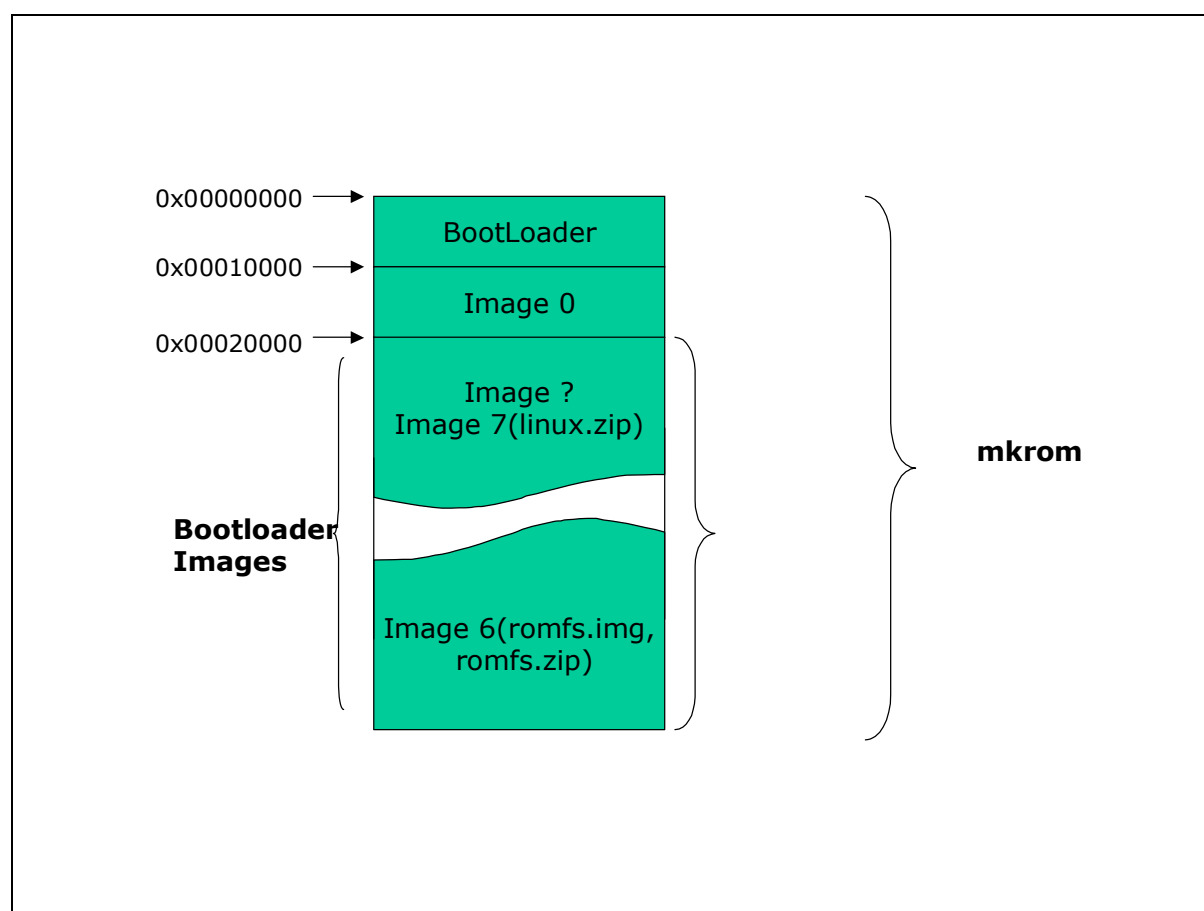 0x00000000
BootLoader
0x00010000
Image 0
0x00020000
Image ?
Image 7(linux.zip)
mkrom
Bootloader
Images
Image 6(romfs.img,
romfs.zip)